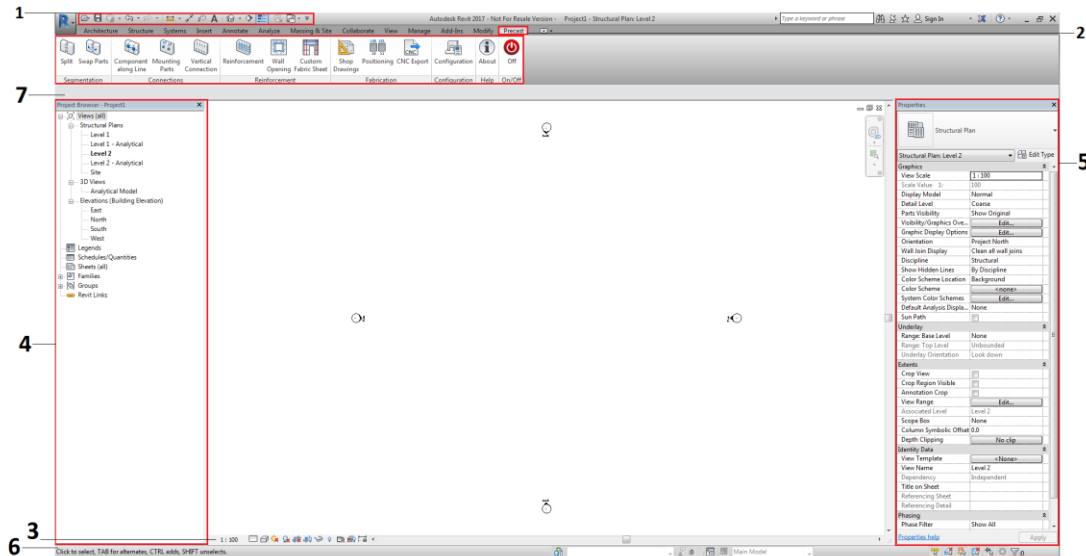 1
Autodesk Revit 2017 - Not For Resale Version - Project1 - Structural Plan: Level 2
Type a keyword or phrase
Sign In
2
Architecture Structure Systems Insert Annotate Analyze Massing & Site Collaborate View Manage Add-Ins Modify Precast
Split Swap Parts Component along Line Mounting Parts Vertical Connection Reinforcement Wall Opening Custom Fabric Sheet Shop Drawings Positioning CNC Export Configuration About Off
Segmentation Connections Reinforcement Fabrication Configuration Help On/Off
7
Project Browser - Project1
Views (all)
Structural Plans
Level 1
Level 1 - Analytical
Level 2
Level 2 - Analytical
Site
3D Views
Analytical Model
Elevations (Building Elevation)
East
North
South
West
Legends
Schedules/Quantities
Sheets (all)
Families
Groups
Revit Links
4
Properties
Structural Plan
Structural Plan: Level 2 Edit Type
5
Graphics
View Scale 1 : 100
Scale Value 1: 100
Display Model Normal
Detail Level Coarse
Parts Visibility Show Original
Visibility/Graphics Ove... Edit...
Graphic Display Options Edit...
Orientation Project North
Wall Join Display Clean all wall joins
Discipline Structural
Show Hidden Lines By Discipline
Color Scheme Location Background
Color Scheme <none>
System Color Schemes Edit...
Default Analysis Displa... None
Sun Path
Underlay
Range: Base Level None
Range: Top Level Unbounded
Underlay Orientation Look down
Extents
Crop View
Crop Region Visible
Annotation Crop
View Range Edit...
Associated Level Level 2
Scope Box None
Column Symbolic Offset 0.0
Depth Clipping No clip
Identity Data
View Template <None>
View Name Level 2
Dependency Independent
Title on Sheet
Referencing Sheet
Referencing Detail
Phasing
Phase Filter Show All
Properties help Apply
3
1 : 100
6
Click to select, TAB for alternates, CTRL adds, SHIFT unselects.
Main Model
:0